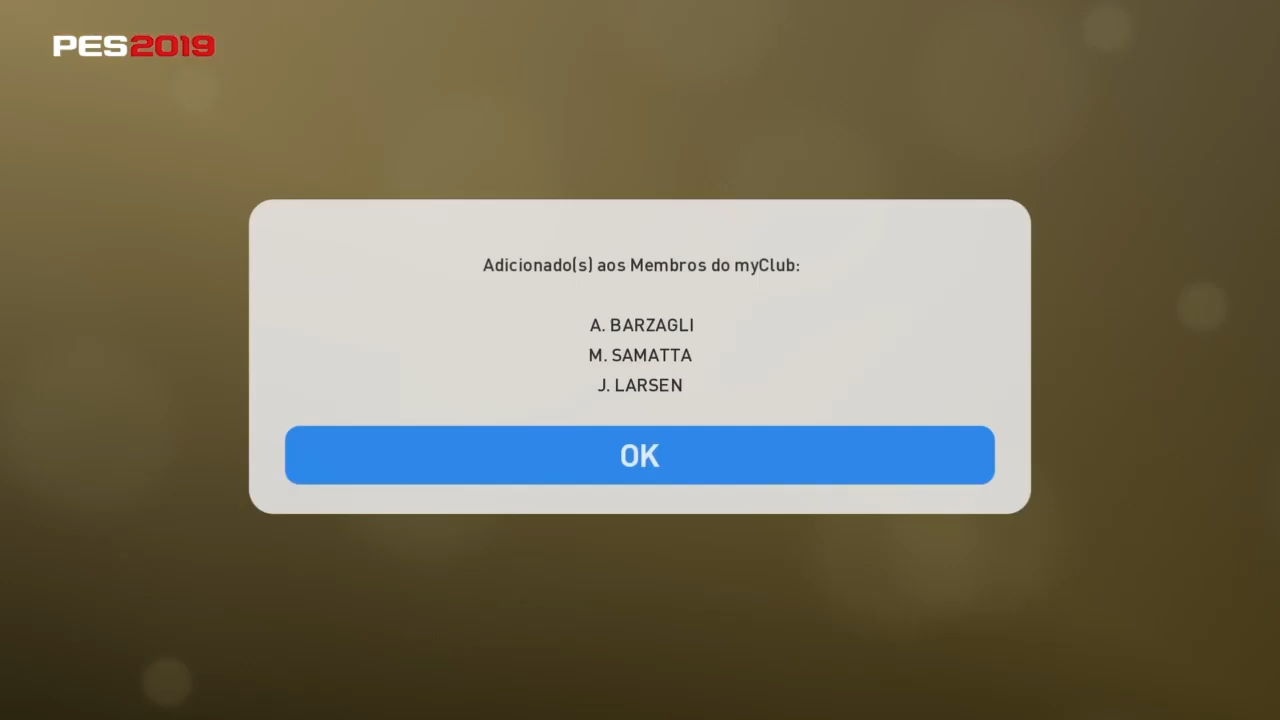 PES2019
Adicionado(s) aos Membros do myClub:
A. BARZAGLI
M. SAMATTA
J. LARSEN
OK